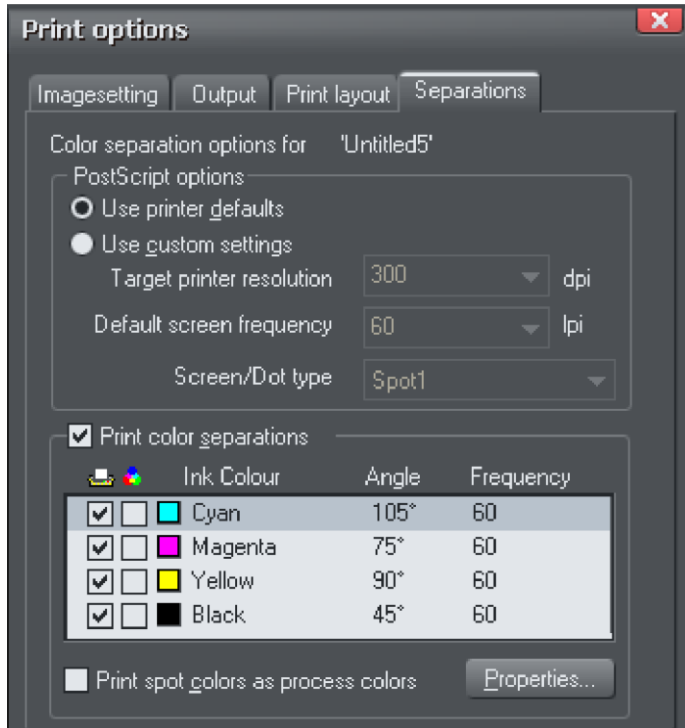 Print options
Imagesetting Output Print layout Separations
Color separation options for 'Untitled5'
PostScript options
Use printer defaults
Use custom settings
Target printer resolution 300 dpi
Default screen frequency 60 lpi
Screen/Dot type Spot1
Print color separations
Ink Colour Angle Frequency
Cyan 105° 60
Magenta 75° 60
Yellow 90° 60
Black 45° 60
Print spot colors as process colors Properties...